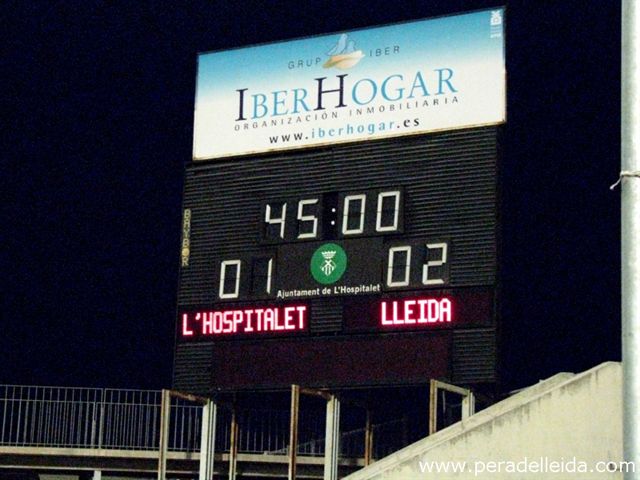 GRUP IBER
IBERHOGAR
ORGANIZACIÓN INMOBILIARIA
www.iberhogar.es
BAYBOR
45:00
01 02
Ajuntament de L'Hospitalet
L'HOSPITALET LLEIDA
www.peradelleida.com